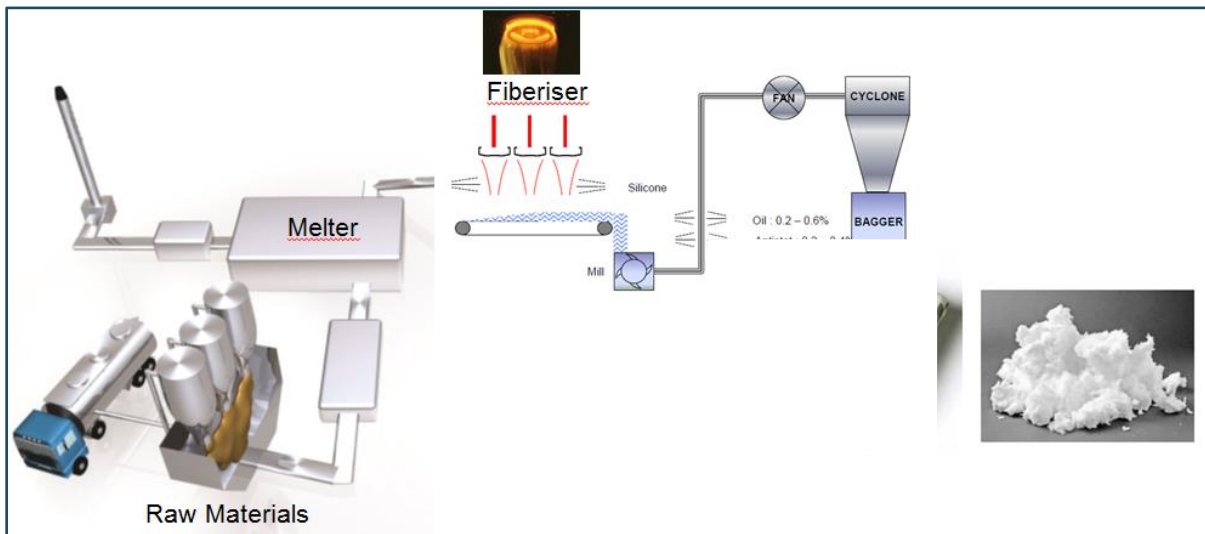 Fiberiser
FAN
CYCLONE
Silicone
Melter
Oil : 0.2 – 0.6%
BAGGER
Mill
Raw Materials